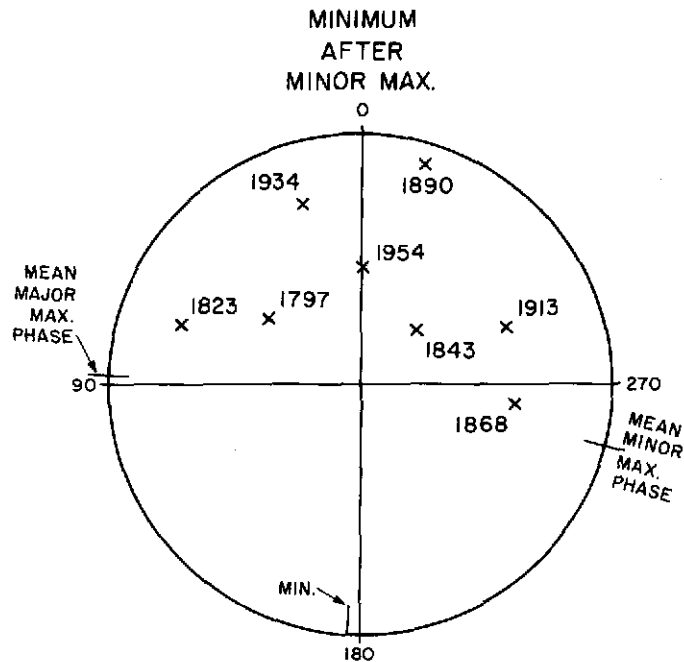 MINIMUM
AFTER
MINOR MAX.
0
1934
1890
1954
MEAN
MAJOR
MAX.
PHASE
1823
1797
1913
1843
90
270
1868
MEAN
MINOR
MAX.
PHASE
MIN.
180